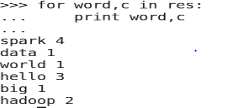 >>> for word,c in res:
...     print word,c
...
spark 4
data 1
world 1
hello 3
big 1
hadoop 2